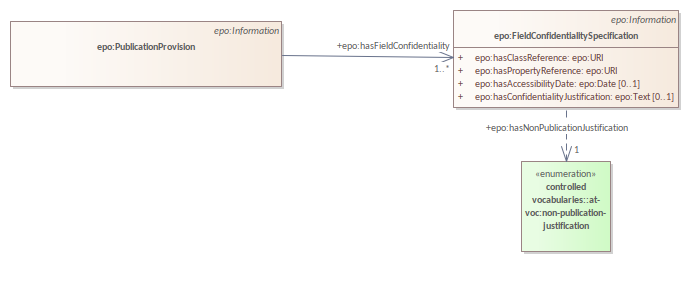 epo:Information
epo:PublicationProvision
+epo:hasFieldConfidentiality
1..*
epo:Information
epo:FieldConfidentialitySpecification
+ epo:hasClassReference: epo:URI
+ epo:hasPropertyReference: epo:URI
+ epo:hasAccessibilityDate: epo:Date [0..1]
+ epo:hasConfidentialityJustification: epo:Text [0..1]
+epo:hasNonPublicationJustification
1
«enumeration»
controlled
vocabularies::at-
voc:non-publication-
justification